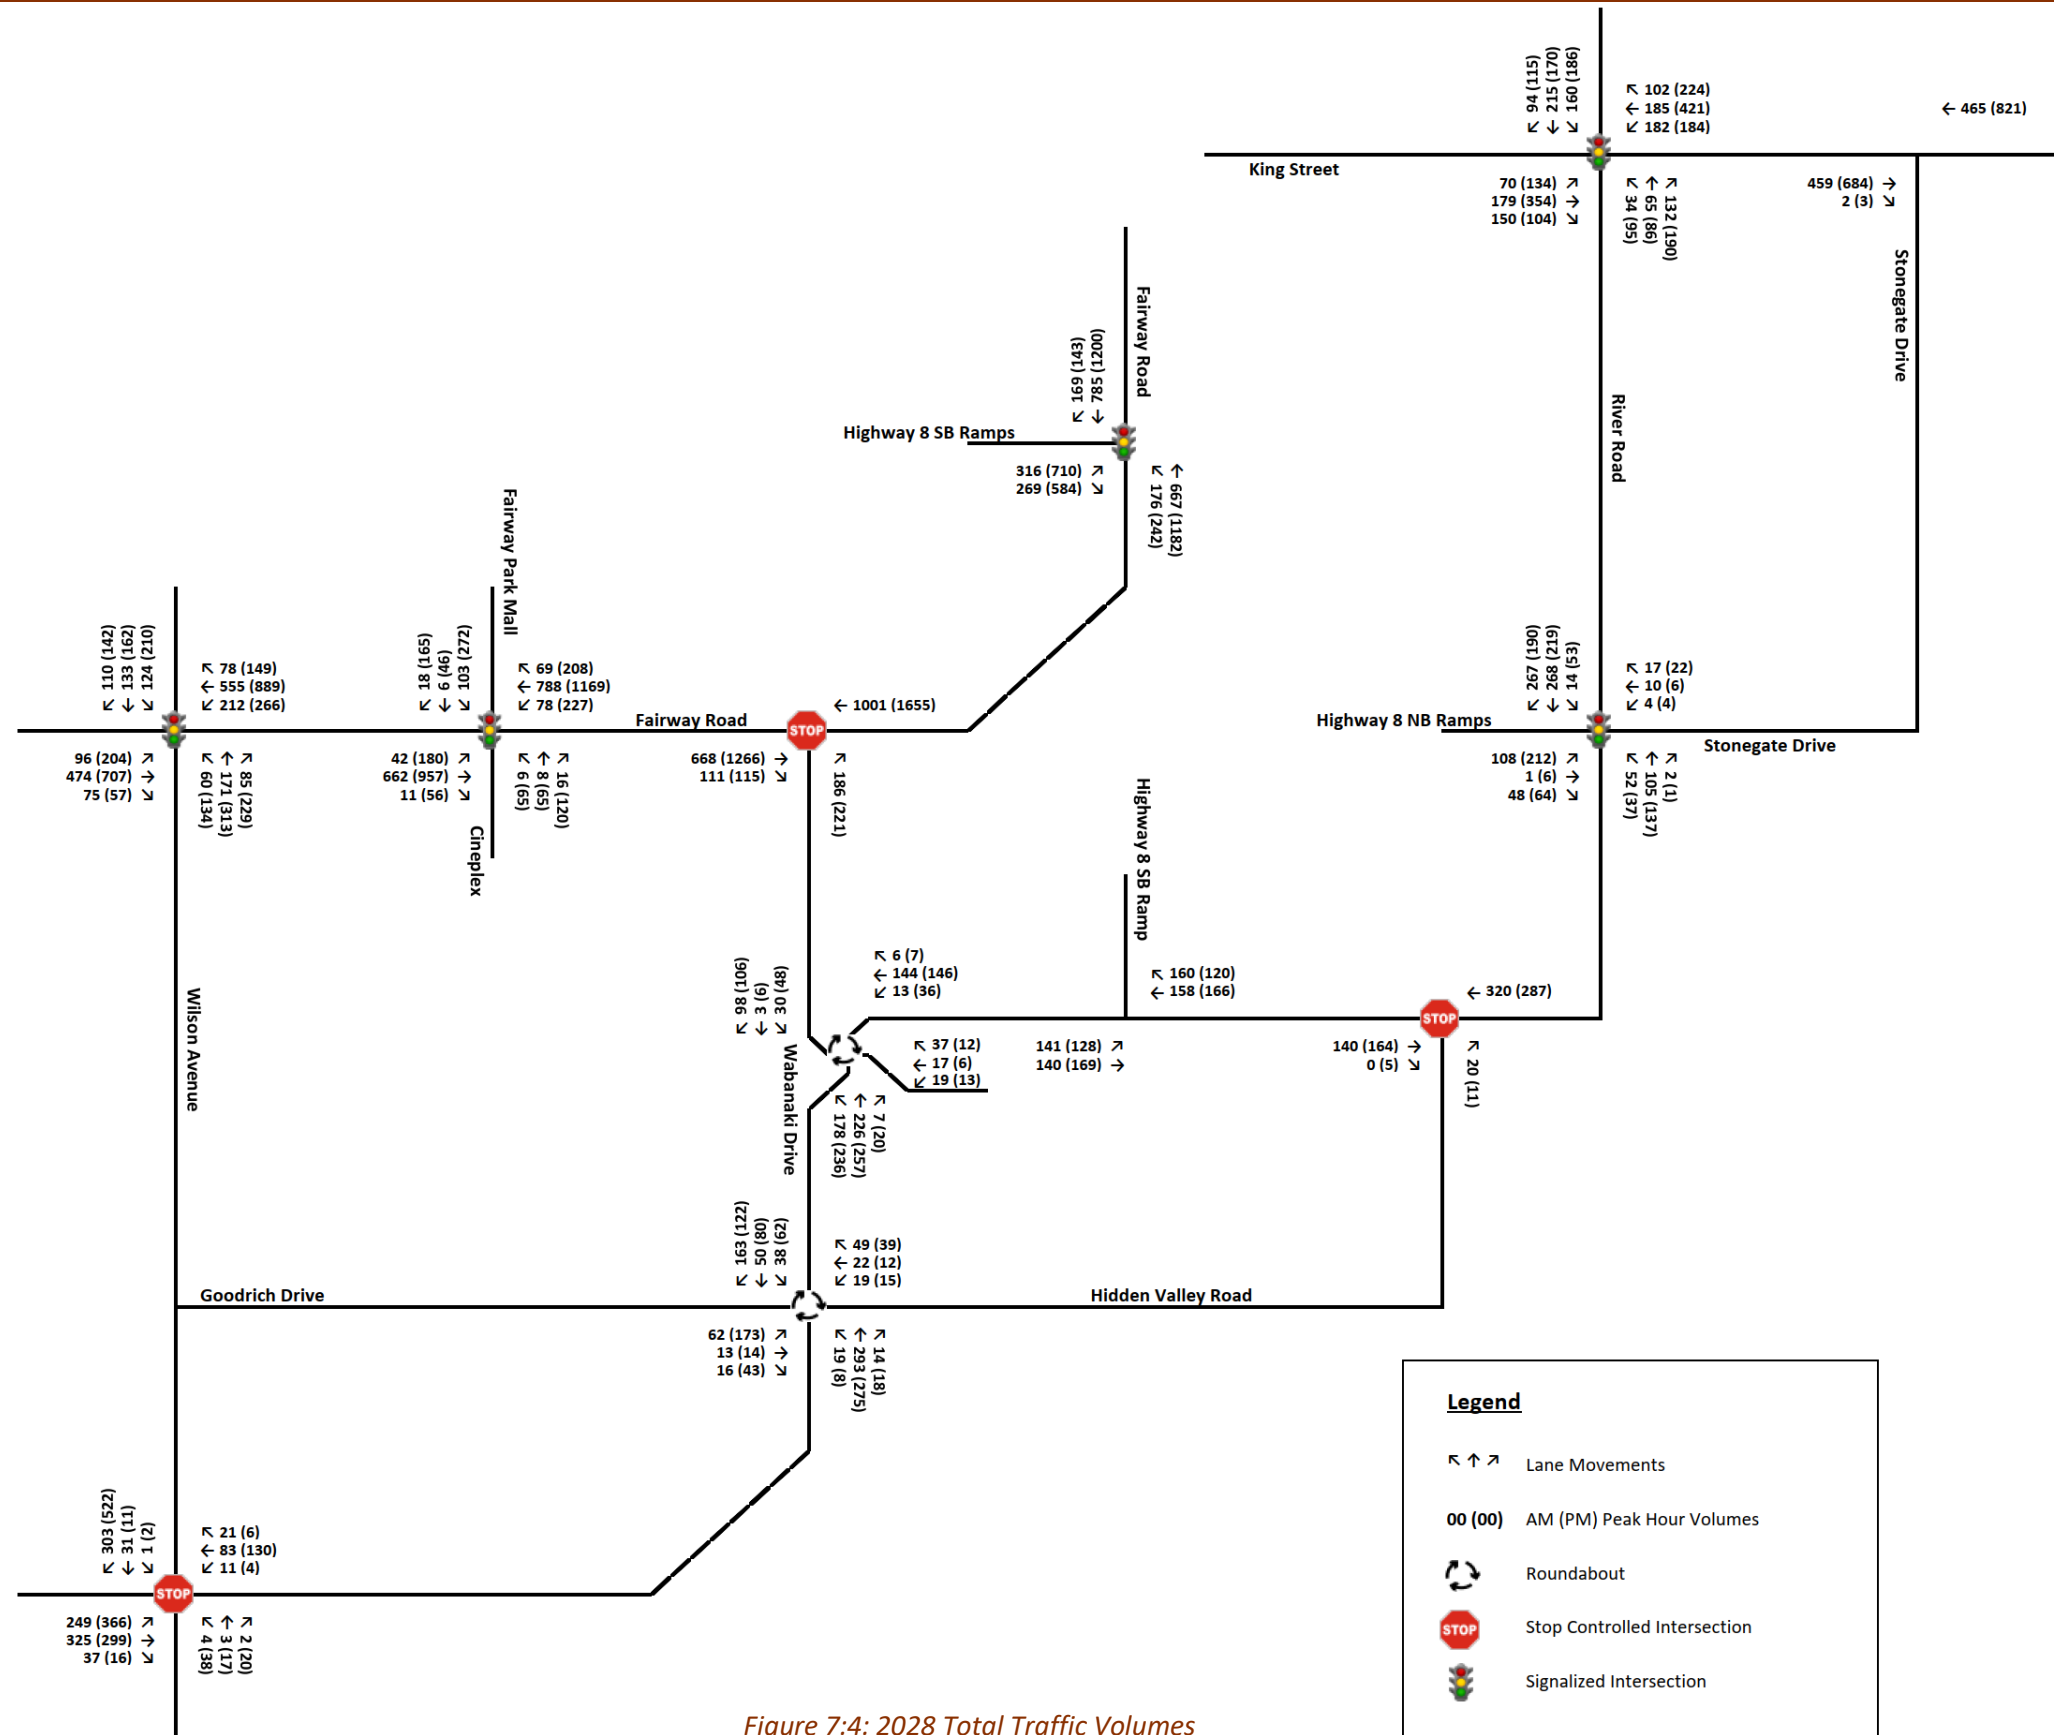 94 (115)
215 (170)
160 (186)
↙ ↓ ↘
↖ 102 (224)
← 185 (421)
↙ 182 (184)
← 465 (821)
King Street
70 (134) ↗
179 (354) →
150 (104) ↘
↖ ↑ ↗
34 (95)
65 (86)
132 (190)
459 (684) →
2 (3) ↘
Stonegate Drive
Fairway Road
169 (143)
785 (1200)
↙ ↓
Highway 8 SB Ramps
316 (710) ↗
269 (584) ↘
↖ ↑
176 (242)
667 (1182)
River Road
Fairway Park Mall
110 (142)
133 (162)
124 (210)
↙ ↓ ↘
↖ 78 (149)
← 555 (889)
↙ 212 (266)
18 (165)
6 (46)
103 (272)
↙ ↓ ↘
↖ 69 (208)
← 788 (1169)
↙ 78 (227)
Fairway Road
STOP
← 1001 (1655)
267 (190)
268 (219)
14 (53)
↙ ↓ ↘
↖ 17 (22)
← 10 (6)
↙ 4 (4)
Highway 8 NB Ramps
Stonegate Drive
96 (204) ↗
474 (707) →
75 (57) ↘
↖ ↑ ↗
60 (134)
171 (313)
85 (229)
42 (180) ↗
662 (957) →
11 (56) ↘
↖ ↑ ↗
6 (65)
8 (65)
16 (120)
Cineplex
668 (1266) →
111 (115) ↘
↗
186 (221)
108 (212) ↗
1 (6) →
48 (64) ↘
↖ ↑ ↗
52 (37)
105 (137)
2 (1)
Highway 8 SB Ramp
Wilson Avenue
98 (106)
3 (6)
30 (48)
↙ ↓ ↘
↖ 6 (7)
← 144 (146)
↙ 13 (36)
↖ 160 (120)
← 158 (166)
← 320 (287)
STOP
Wabanaki Drive
↖ 37 (12)
← 17 (6)
↙ 19 (13)
141 (128) ↗
140 (169) →
140 (164) →
0 (5) ↘
↗
20 (11)
↖ ↑ ↗
178 (236)
226 (257)
7 (20)
163 (122)
50 (80)
38 (62)
↙ ↓ ↘
↖ 49 (39)
← 22 (12)
↙ 19 (15)
Goodrich Drive
Hidden Valley Road
62 (173) ↗
13 (14) →
16 (43) ↘
↖ ↑ ↗
19 (8)
293 (275)
14 (18)
303 (522)
31 (11)
1 (2)
↙ ↓ ↘
↖ 21 (6)
← 83 (130)
↙ 11 (4)
STOP
249 (366) ↗
325 (299) →
37 (16) ↘
↖ ↑ ↗
4 (38)
3 (17)
2 (20)
Legend
↖ ↑ ↗ Lane Movements
00 (00) AM (PM) Peak Hour Volumes
Roundabout
STOP Stop Controlled Intersection
Signalized Intersection
Figure 7:4: 2028 Total Traffic Volumes